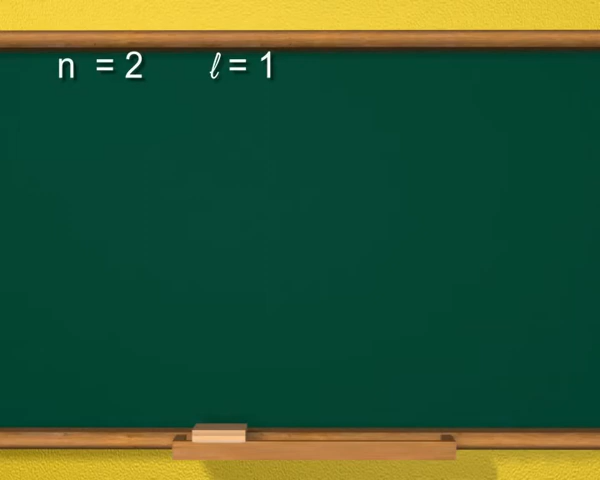 n = 2 ℓ = 1